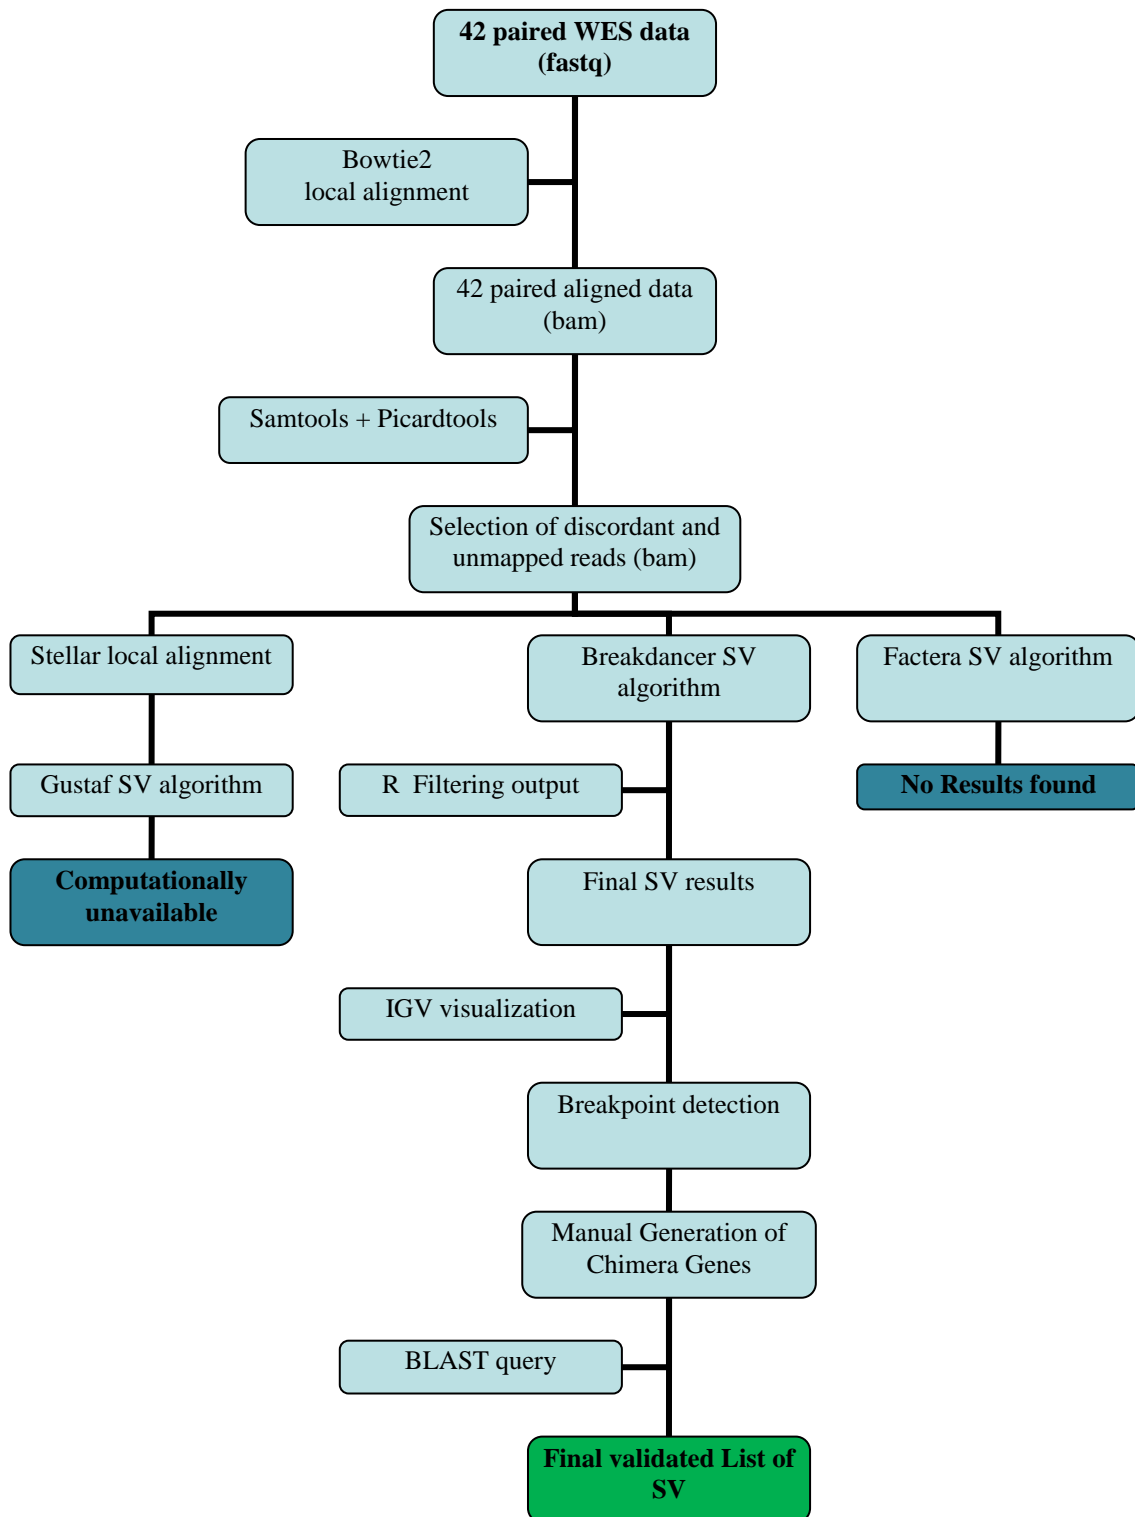 42 paired WES data
(fastq)
Bowtie2
local alignment
42 paired aligned data
(bam)
Samtools + Picardtools
Selection of discordant and
unmapped reads (bam)
Stellar local alignment
Breakdancer SV
algorithm
Factera SV algorithm
Gustaf SV algorithm
R  Filtering output
No Results found
Computationally
unavailable
Final SV results
IGV visualization
Breakpoint detection
Manual Generation of
Chimera Genes
BLAST query
Final validated List of
SV